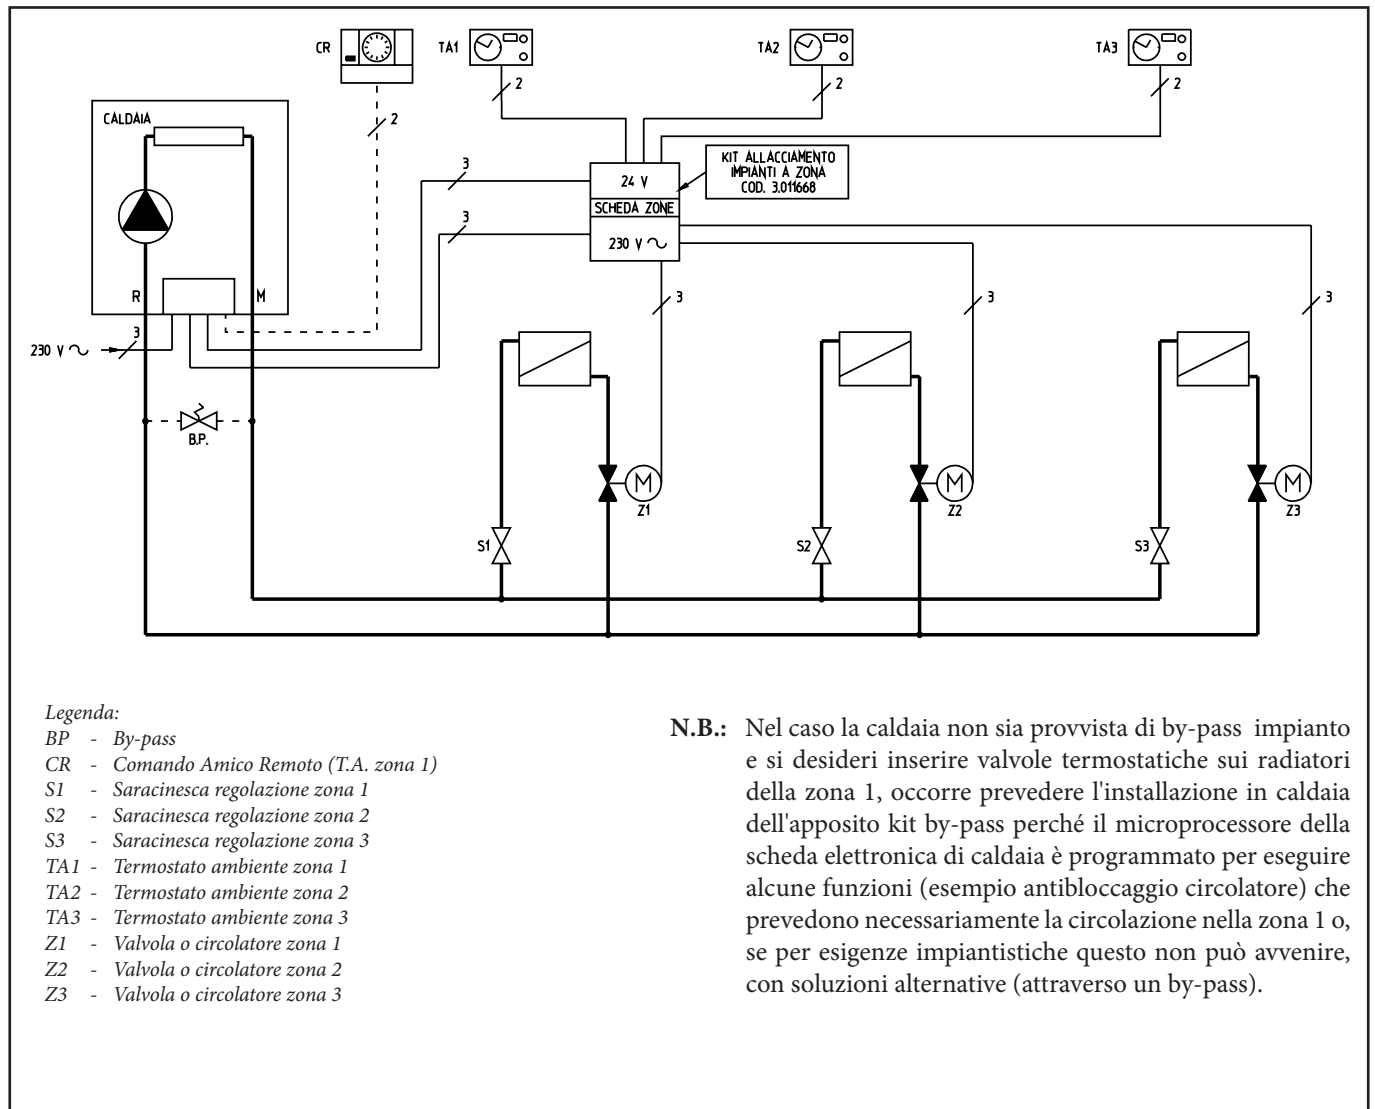 CR
TA1
TA2
TA3
2
2
2
2
CALDAIA
KIT ALLACCIAMENTO
IMPIANTI A ZONA
COD. 3.011668
3
24 V
SCHEDA ZONE
3
230 V
R
M
3
3
3
3
230 V
B.P.
M
M
M
Z1
Z2
Z3
S1
S2
S3
Legenda:
BP - By-pass
CR - Comando Amico Remoto (T.A. zona 1)
S1 - Saracinesca regolazione zona 1
S2 - Saracinesca regolazione zona 2
S3 - Saracinesca regolazione zona 3
TA1 - Termostato ambiente zona 1
TA2 - Termostato ambiente zona 2
TA3 - Termostato ambiente zona 3
Z1 - Valvola o circolatore zona 1
Z2 - Valvola o circolatore zona 2
Z3 - Valvola o circolatore zona 3
N.B.: Nel caso la caldaia non sia provvista di by-pass impianto
e si desideri inserire valvole termostatiche sui radiatori
della zona 1, occorre prevedere l'installazione in caldaia
dell'apposito kit by-pass perché il microprocessore della
scheda elettronica di caldaia è programmato per eseguire
alcune funzioni (esempio antibloccaggio circolatore) che
prevedono necessariamente la circolazione nella zona 1 o,
se per esigenze impiantistiche questo non può avvenire,
con soluzioni alternative (attraverso un by-pass).